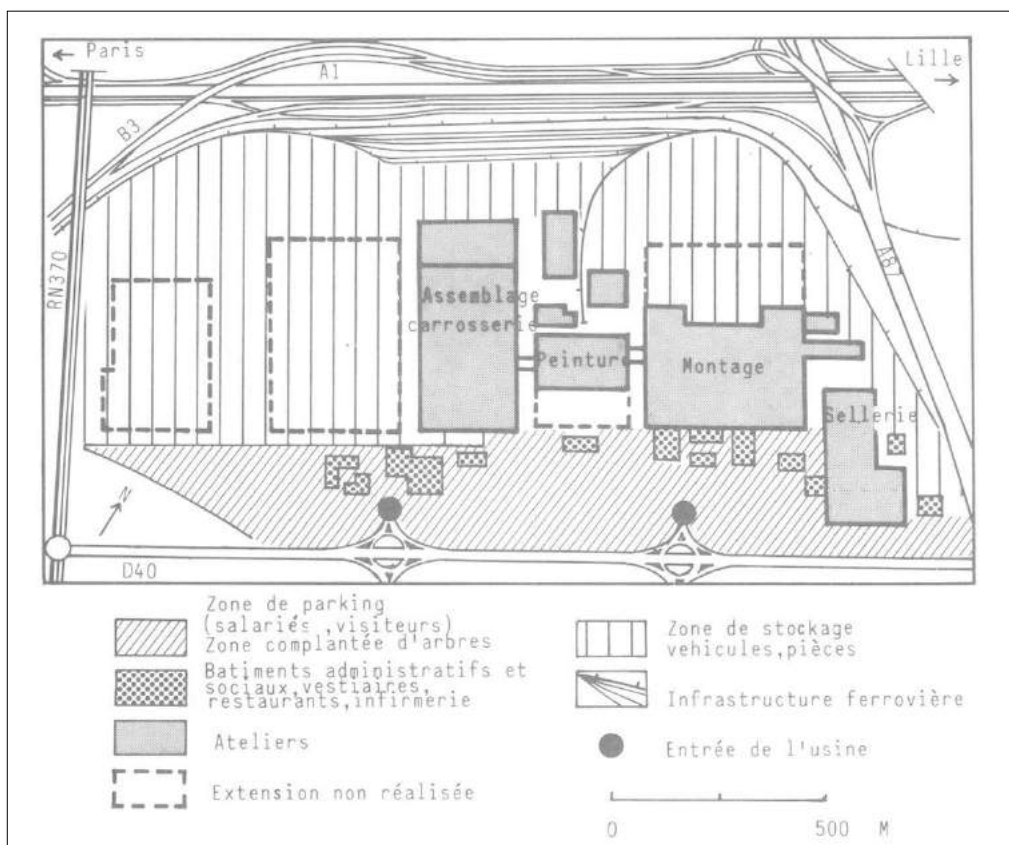 ← Paris
A1
Lille →
B3
RN370
A87
Assemblage
carrosserie
Peinture
Montage
Sellerie
N
D40
Zone de parking
(salariés,visiteurs)
Zone complantée d'arbres
Batiments administratifs et
sociaux,vestiaires,
restaurants,infirmerie
Ateliers
Extension non réalisée
Zone de stockage
vehicules,pièces
Infrastructure ferrovière
Entrée de l'usine
0 500 M